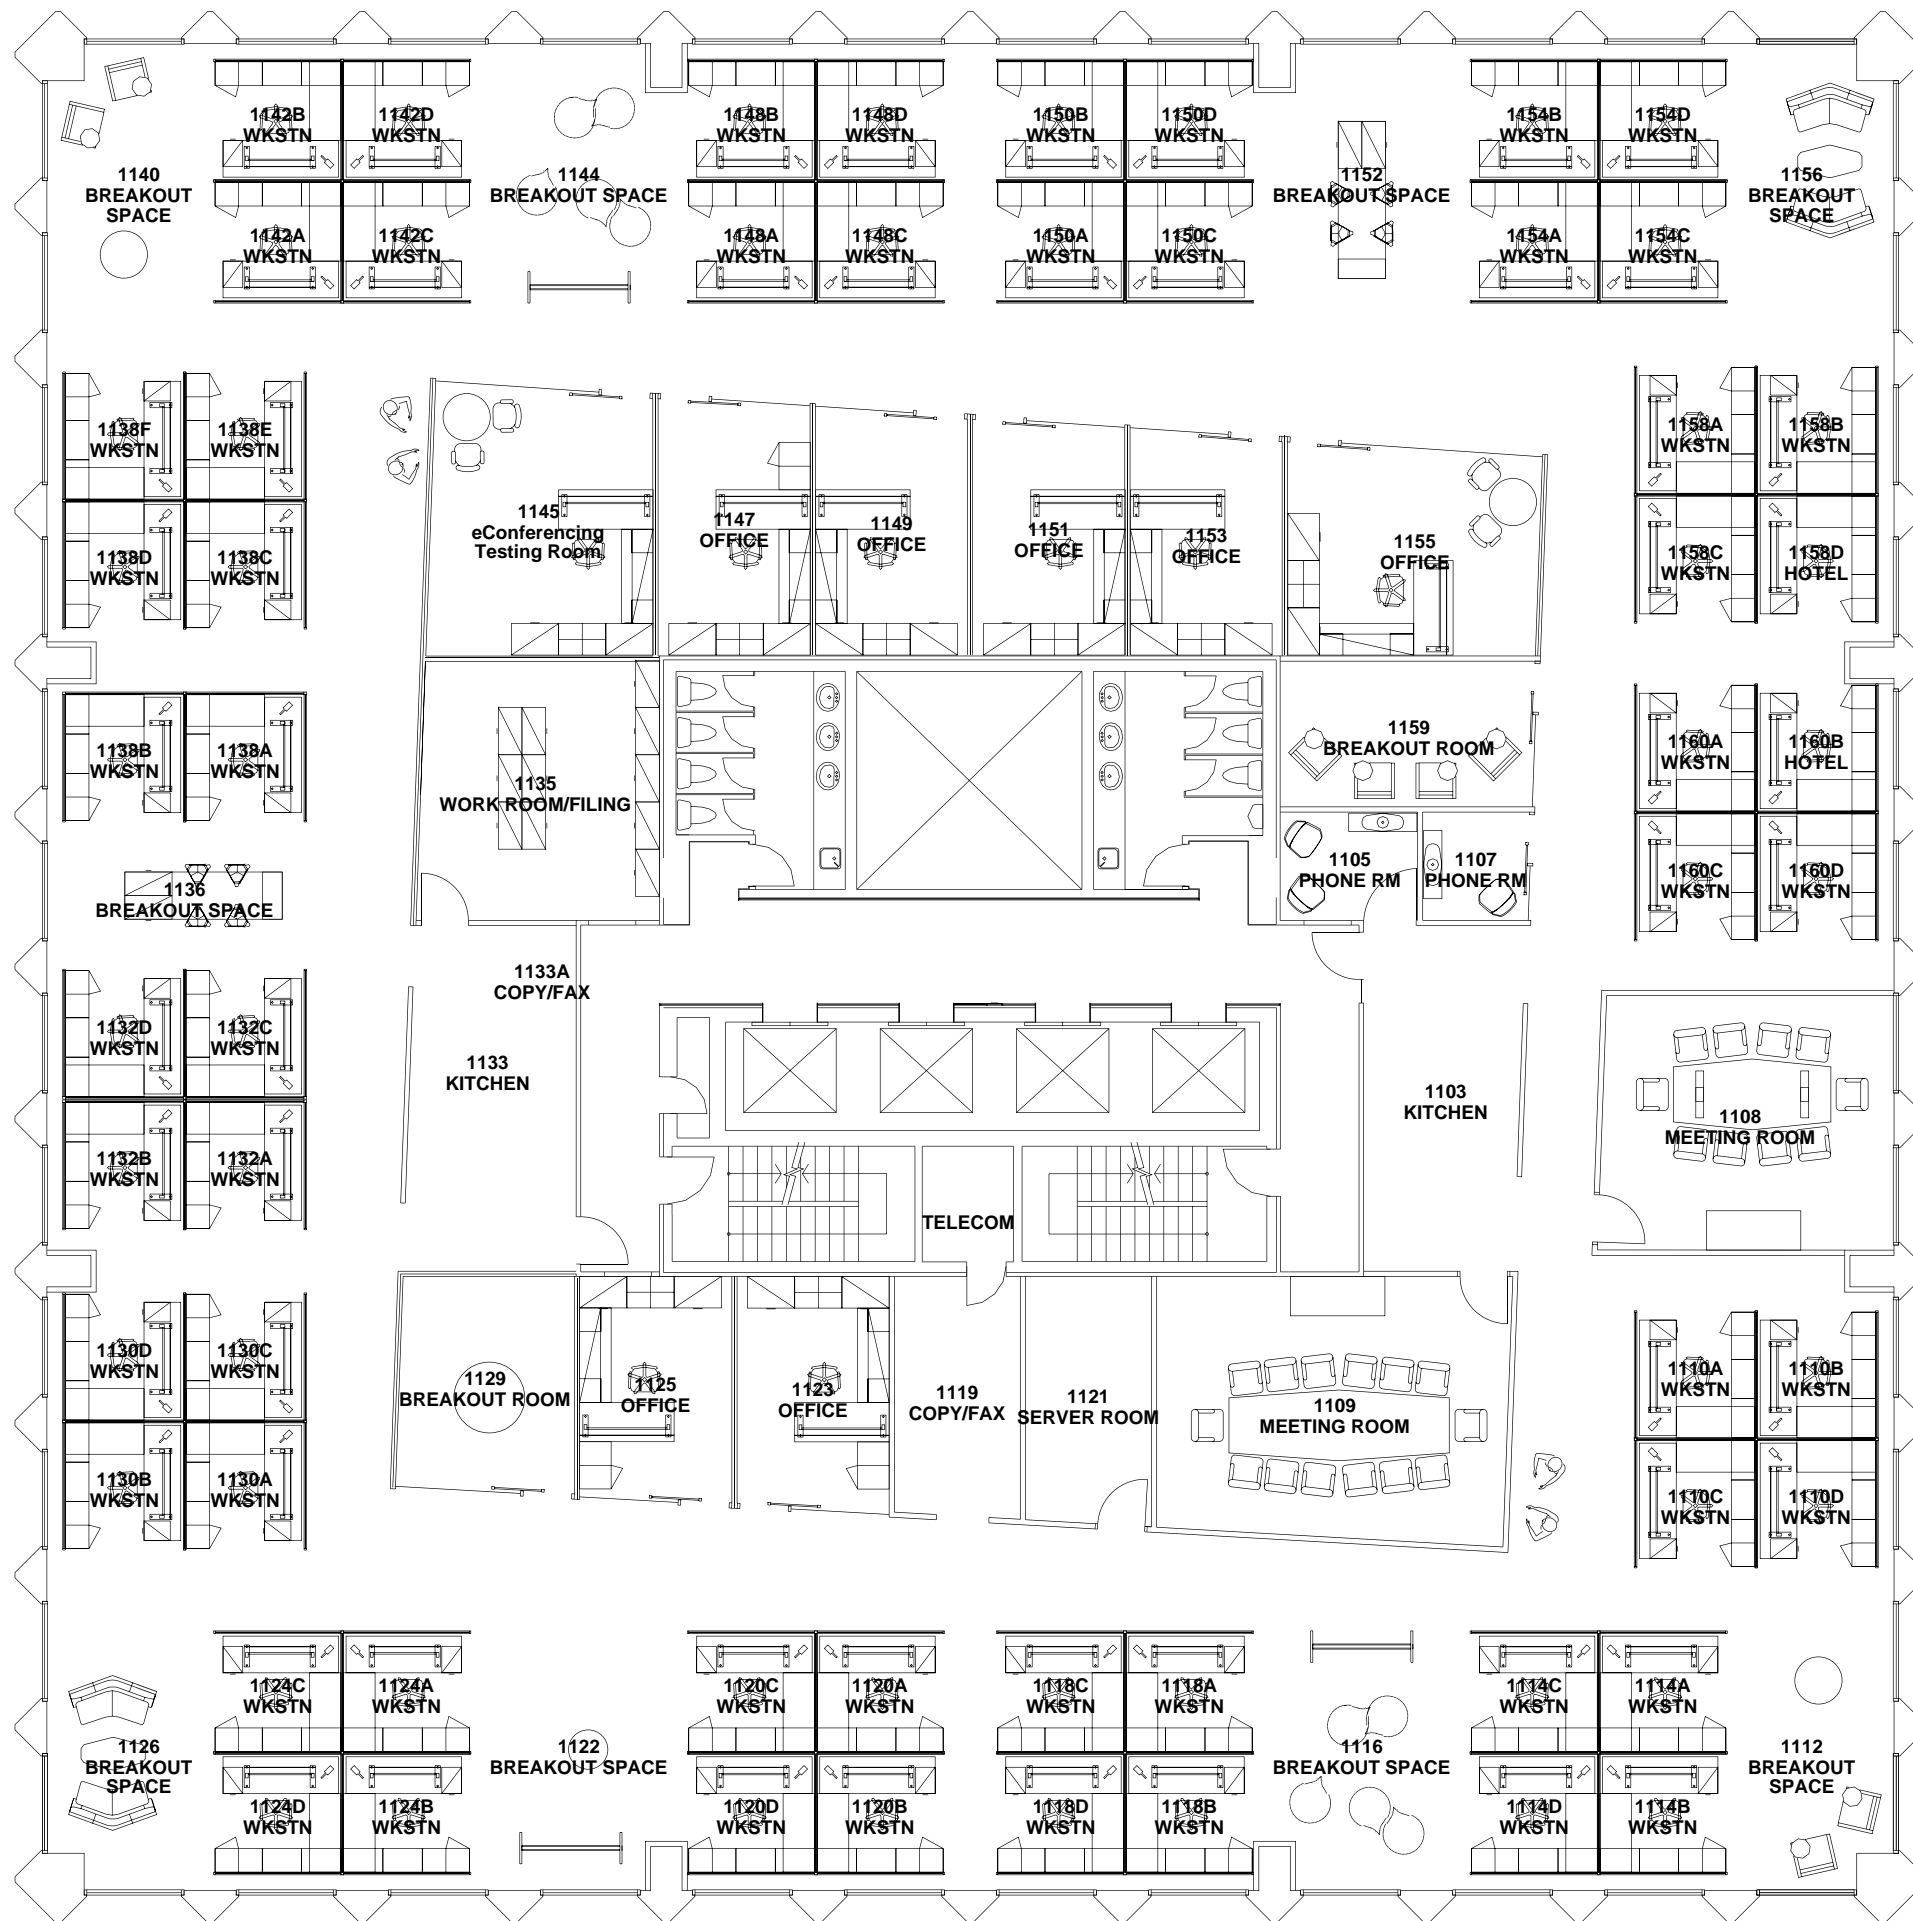 1142B
WKSTN
1142D
WKSTN
1148B
WKSTN
1148D
WKSTN
1150B
WKSTN
1150D
WKSTN
1154B
WKSTN
1154D
WKSTN
1140
BREAKOUT
SPACE
1144
BREAKOUT SPACE
1152
BREAKOUT SPACE
1156
BREAKOUT
SPACE
1142A
WKSTN
1142C
WKSTN
1148A
WKSTN
1148C
WKSTN
1150A
WKSTN
1150C
WKSTN
1154A
WKSTN
1154C
WKSTN
1138F
WKSTN
1138E
WKSTN
1158A
WKSTN
1158B
WKSTN
1145
eConferencing
Testing Room
1147
OFFICE
1149
OFFICE
1151
OFFICE
1153
OFFICE
1155
OFFICE
1138D
WKSTN
1138C
WKSTN
1158C
WKSTN
1158D
HOTEL
1138B
WKSTN
1138A
WKSTN
1159
BREAKOUT ROOM
1160A
WKSTN
1160B
HOTEL
1135
WORK ROOM/FILING
1105
PHONE RM
1107
PHONE RM
1160C
WKSTN
1160D
WKSTN
1136
BREAKOUT SPACE
1133A
COPY/FAX
1132D
WKSTN
1132C
WKSTN
1133
KITCHEN
1103
KITCHEN
1108
MEETING ROOM
1132B
WKSTN
1132A
WKSTN
TELECOM
1130D
WKSTN
1130C
WKSTN
1129
BREAKOUT ROOM
1125
OFFICE
1123
OFFICE
1119
COPY/FAX
1121
SERVER ROOM
1109
MEETING ROOM
1110A
WKSTN
1110B
WKSTN
1130B
WKSTN
1130A
WKSTN
1110C
WKSTN
1110D
WKSTN
1124C
WKSTN
1124A
WKSTN
1120C
WKSTN
1120A
WKSTN
1118C
WKSTN
1118A
WKSTN
1114C
WKSTN
1114A
WKSTN
1126
BREAKOUT
SPACE
1122
BREAKOUT SPACE
1116
BREAKOUT SPACE
1112
BREAKOUT
SPACE
1124D
WKSTN
1124B
WKSTN
1120D
WKSTN
1120B
WKSTN
1118D
WKSTN
1118B
WKSTN
1114D
WKSTN
1114B
WKSTN